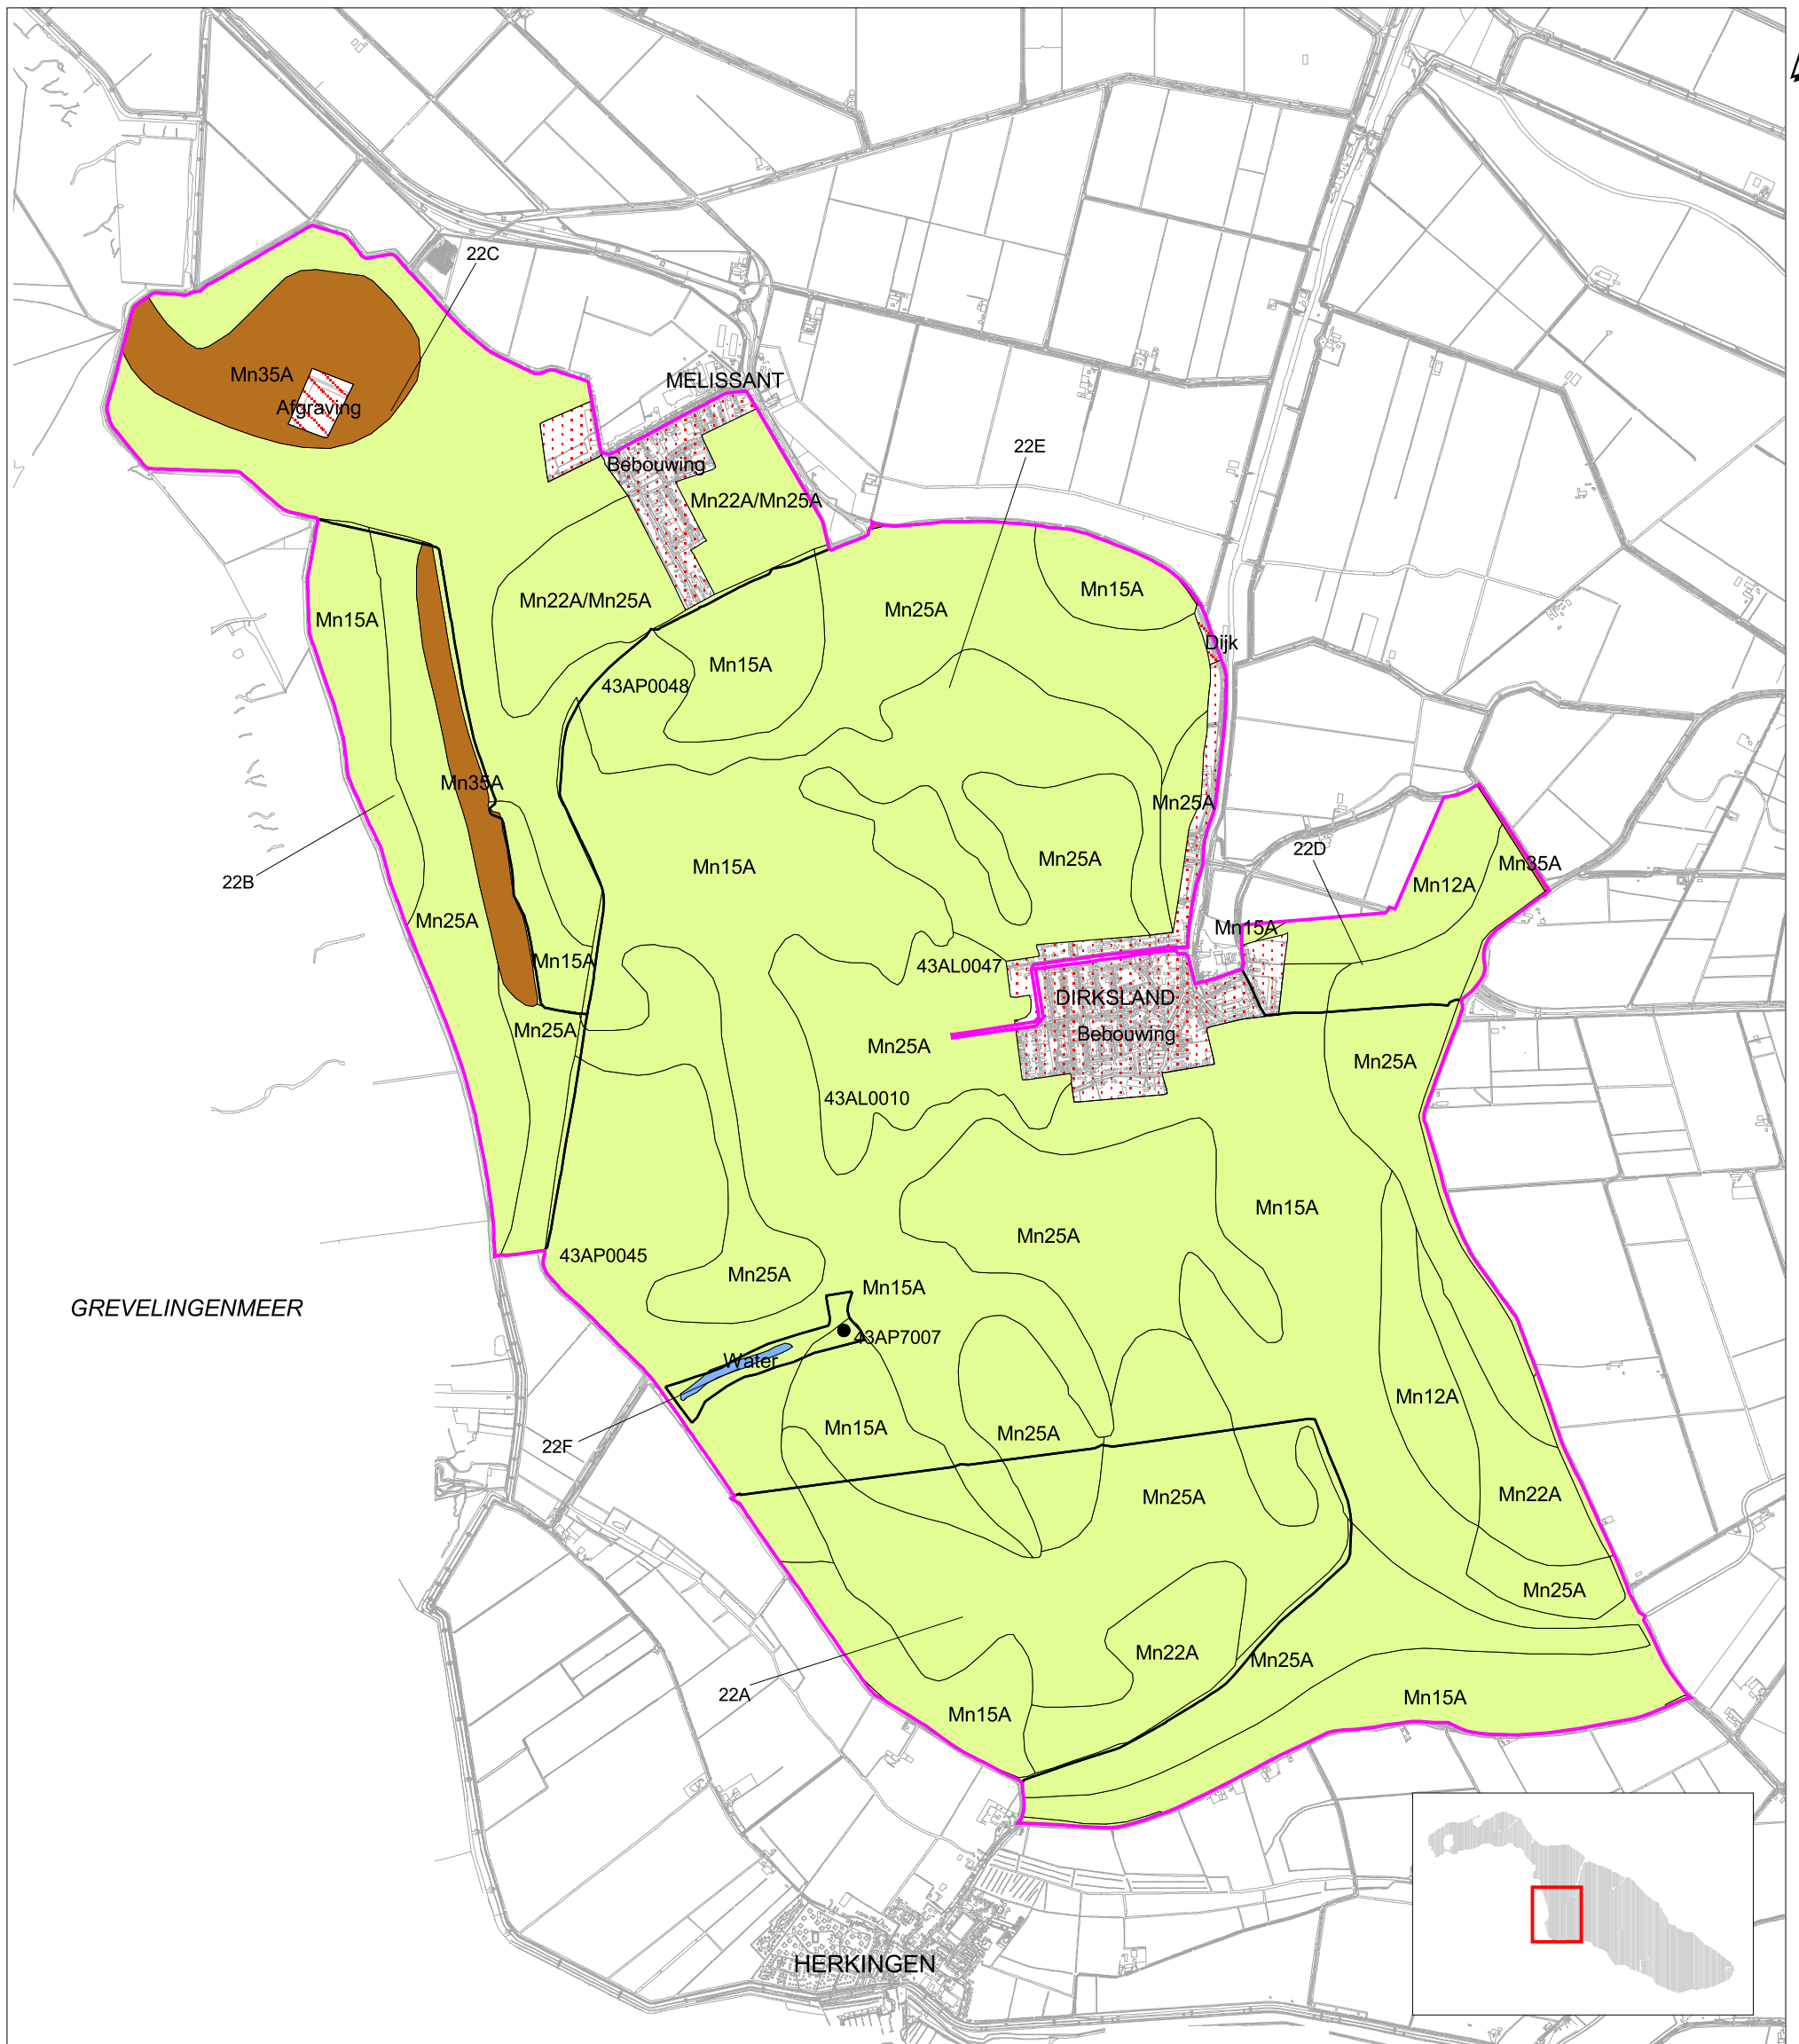 22C
Mn35A
MELISSANT
Afgraving
22E
Bebouwing
Mn22A/Mn25A
Mn15A
Mn22A/Mn25A
Mn25A
Mn15A
Dijk
Mn15A
43AP0048
Mn35A
Mn25A
22D
Mn15A
Mn25A
Mn35A
22B
Mn12A
Mn25A
Mn15A
Mn15A
43AL0047
DIRKSLAND
Mn25A
Bebouwing
Mn25A
Mn25A
43AL0010
Mn15A
Mn25A
43AP0045
Mn25A
Mn15A
GREVELINGENMEER
43AP7007
Water
Mn12A
Mn15A
Mn25A
22F
Mn25A
Mn22A
Mn25A
Mn22A
Mn25A
22A
Mn15A
Mn15A
HERKINGEN